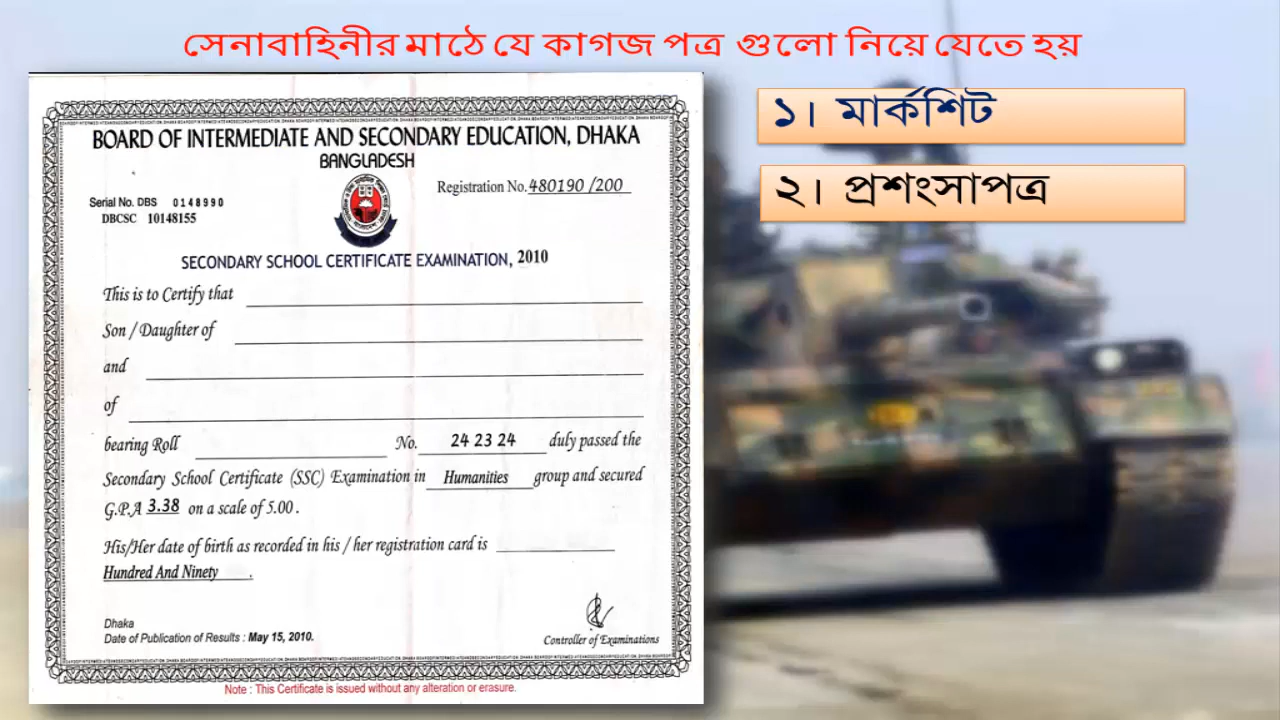 সেনাবাহিনীর মাঠে যে কাগজ পত্র গুলো নিয়ে যেতে হয়
১। মার্কশিট
২। প্রশংসাপত্র
BOARD OF INTERMEDIATE AND SECONDARY EDUCATION, DHAKA
BANGLADESH
Registration No. 480190 /200
Serial No. DBS 0148990
DBCSC 10148155
SECONDARY SCHOOL CERTIFICATE EXAMINATION, 2010
This is to Certify that
Son / Daughter of
and
of
bearing Roll No. 24 23 24 duly passed the
Secondary School Certificate (SSC) Examination in Humanities group and secured
G.P.A 3.38 on a scale of 5.00 .
His/Her date of birth as recorded in his / her registration card is
Hundred And Ninety .
Dhaka
Date of Publication of Results : May 15, 2010.
Controller of Examinations
Note : This Certificate is issued without any alteration or erasure.